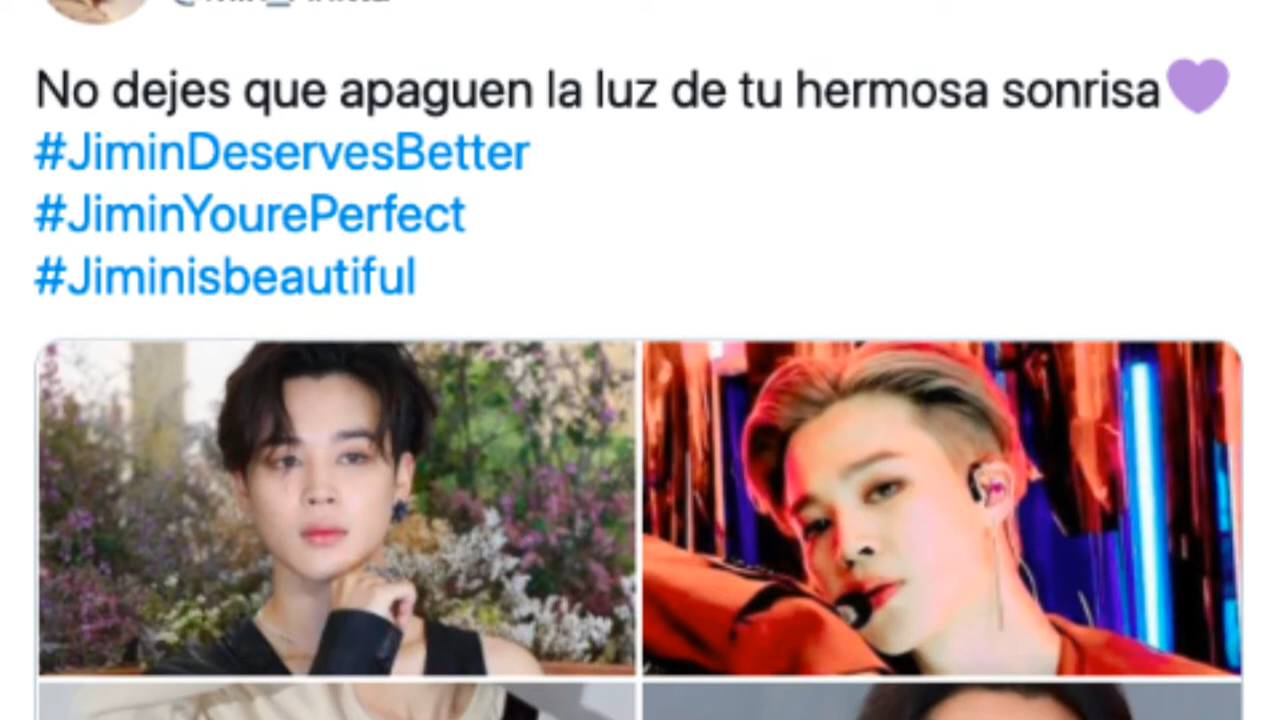 No dejes que apaguen la luz de tu hermosa sonrisa💜
#JiminDeservesBetter
#JiminYourePerfect
#Jiminisbeautiful